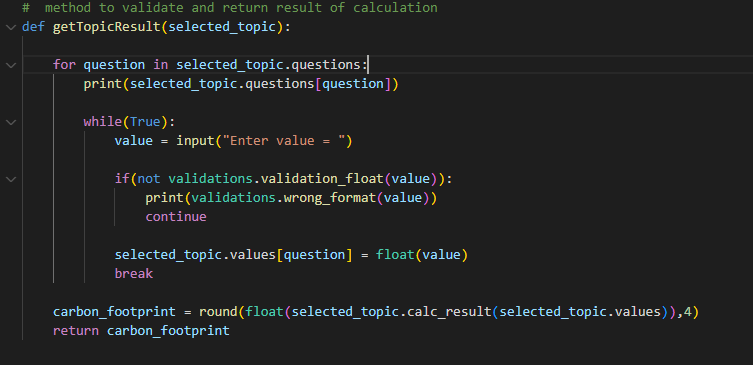 #  method to validate and return result of calculation
def getTopicResult(selected_topic):
for question in selected_topic.questions:
print(selected_topic.questions[question])
while(True):
value = input("Enter value = ")
if(not validations.validation_float(value)):
print(validations.wrong_format(value))
continue
selected_topic.values[question] = float(value)
break
carbon_footprint = round(float(selected_topic.calc_result(selected_topic.values)),4)
return carbon_footprint